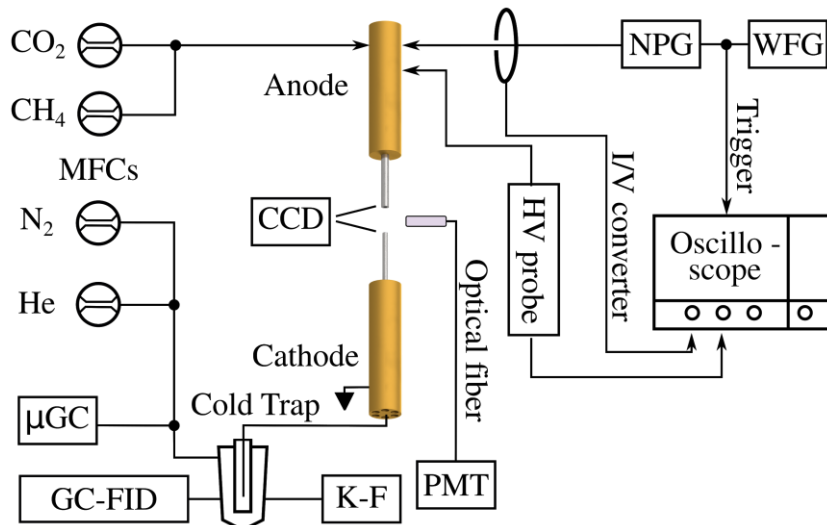 CO2
CH4
MFCs
N2
He
Anode
NPG
WFG
Trigger
I/V converter
HV probe
CCD
Oscillo -
scope
Optical fiber
Cathode
Cold Trap
μGC
GC-FID
K-F
PMT